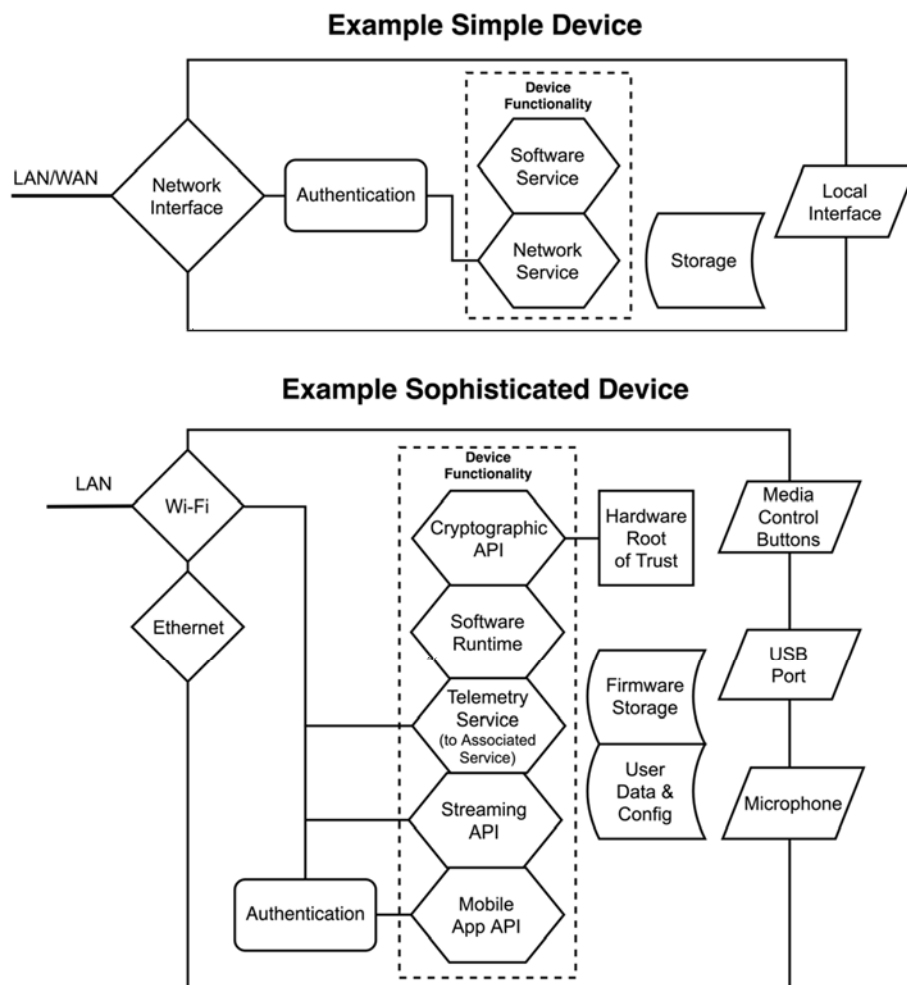 Example Simple Device
Device
Functionality
LAN/WAN
Network
Interface
Authentication
Software
Service
Network
Service
Storage
Local
Interface
Example Sophisticated Device
Device
Functionality
LAN
Wi-Fi
Ethernet
Cryptographic
API
Hardware
Root
of Trust
Media
Control
Buttons
Software
Runtime
USB
Port
Telemetry
Service
(to Associated
Service)
Firmware
Storage
User
Data &
Config
Microphone
Streaming
API
Authentication
Mobile
App API